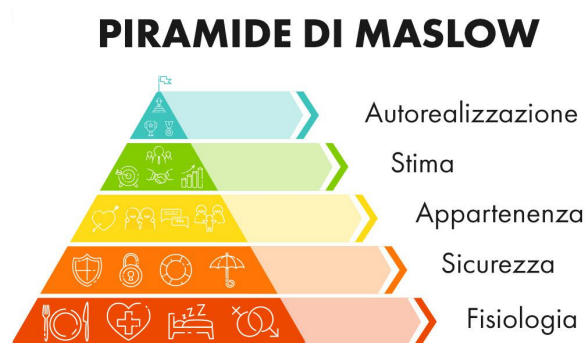 PIRAMIDE DI MASLOW
Autorealizzazione
Stima
Appartenenza
Sicurezza
Fisiologia